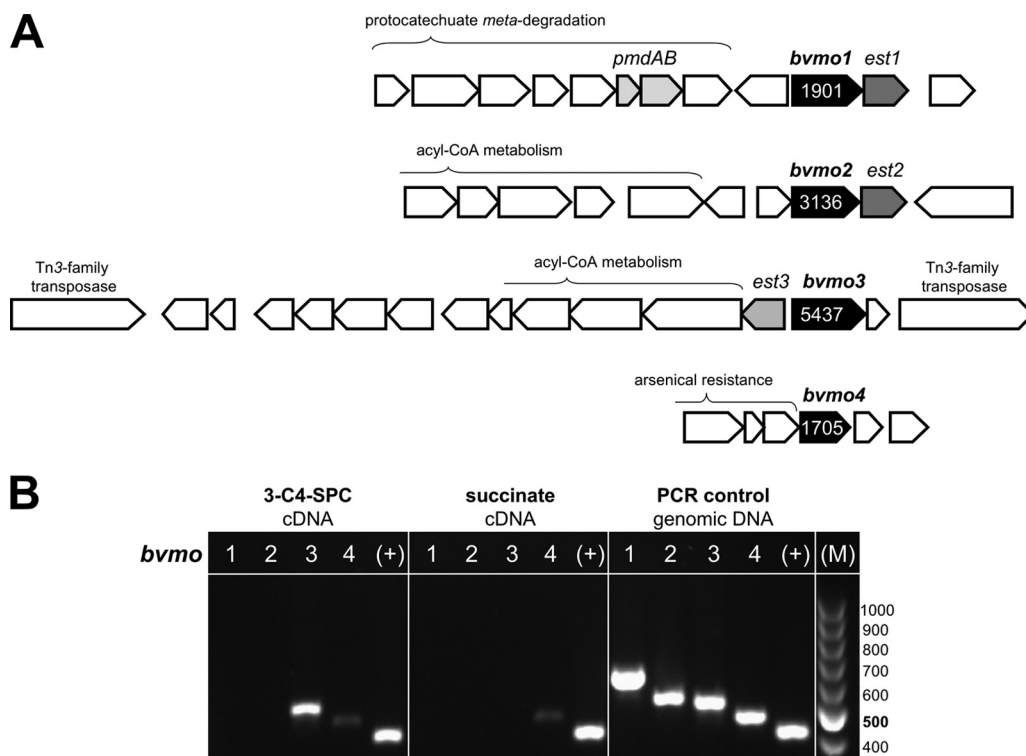 A
protocatechuate meta-degradation
pmdAB
bvmo1 est1
1901
acyl-CoA metabolism
bvmo2 est2
3136
Tn3-family
transposase
acyl-CoA metabolism
est3
bvmo3
Tn3-family
transposase
5437
arsenical resistance
bvmo4
1705
B
3-C4-SPC
cDNA
succinate
cDNA
PCR control
genomic DNA
bvmo 1 2 3 4 (+) 1 2 3 4 (+) 1 2 3 4 (+) (M)
1000
900
800
700
600
500
400